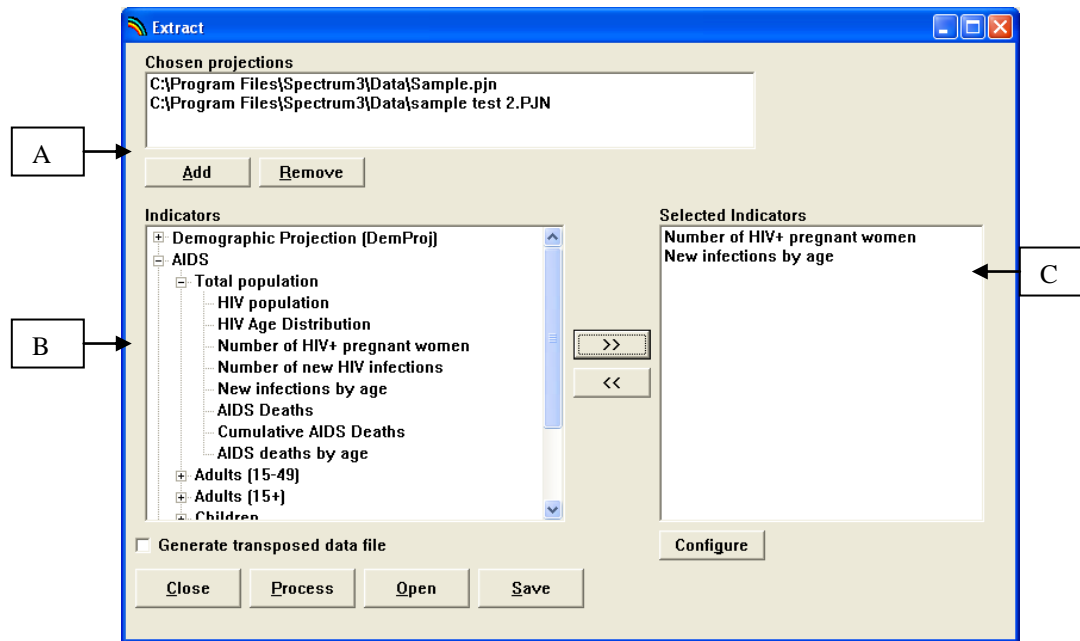 Extract
Chosen projections
C:\Program Files\Spectrum3\Data\Sample.pjn
C:\Program Files\Spectrum3\Data\sample test 2.PJN
A
Add
Remove
Indicators
Demographic Projection (DemProj)
AIDS
Total population
HIV population
HIV Age Distribution
Number of HIV+ pregnant women
Number of new HIV infections
New infections by age
AIDS Deaths
Cumulative AIDS Deaths
AIDS deaths by age
Adults (15-49)
Adults (15+)
Children
B
>>
<<
Selected Indicators
Number of HIV+ pregnant women
New infections by age
C
Generate transposed data file
Configure
Close
Process
Open
Save